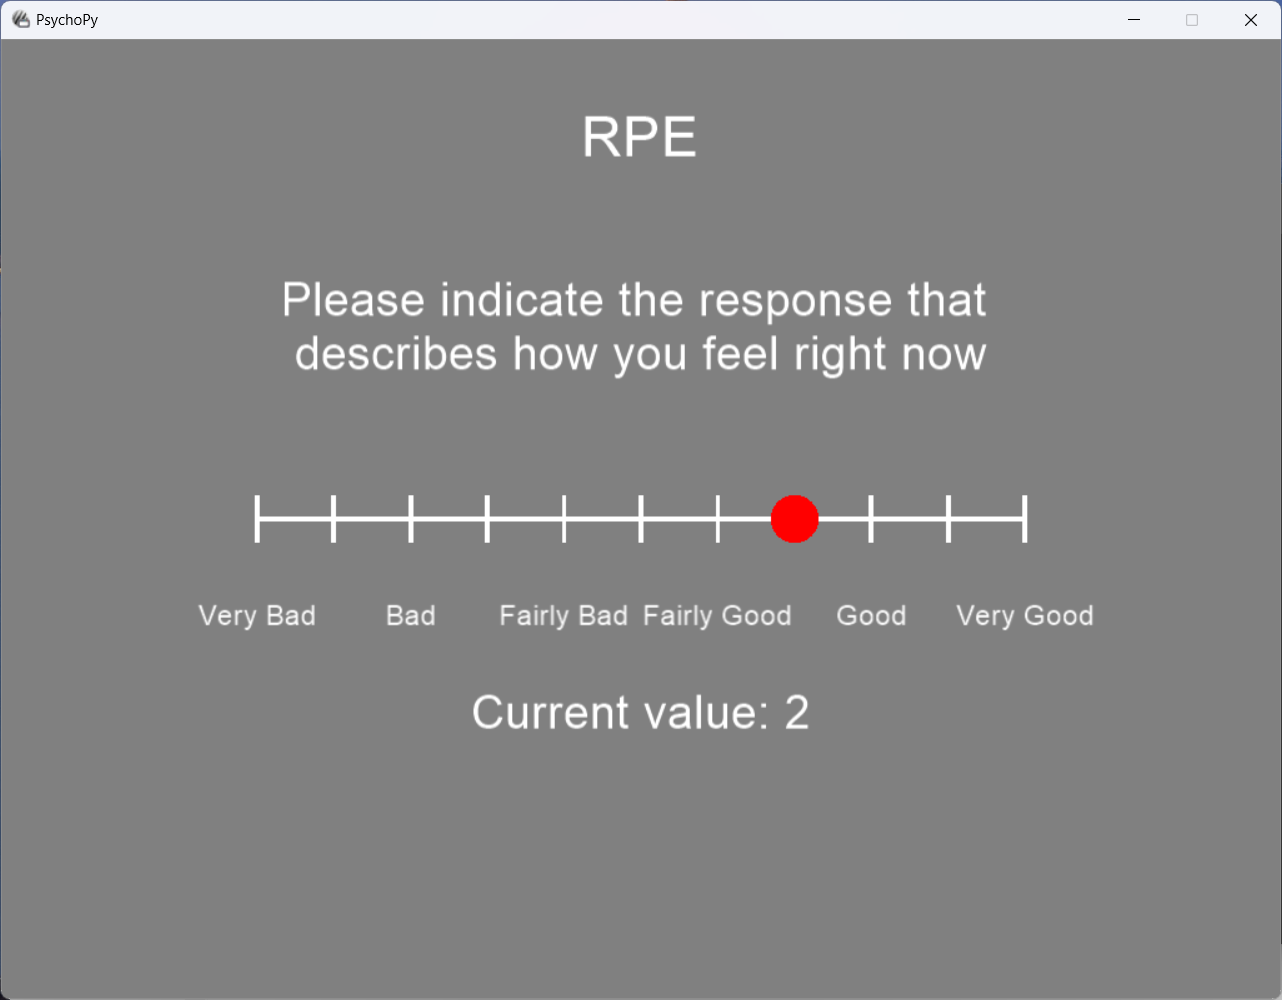 PsychoPy
RPE
Please indicate the response that
describes how you feel right now
Very Bad Bad Fairly Bad Fairly Good Good Very Good
Current value: 2